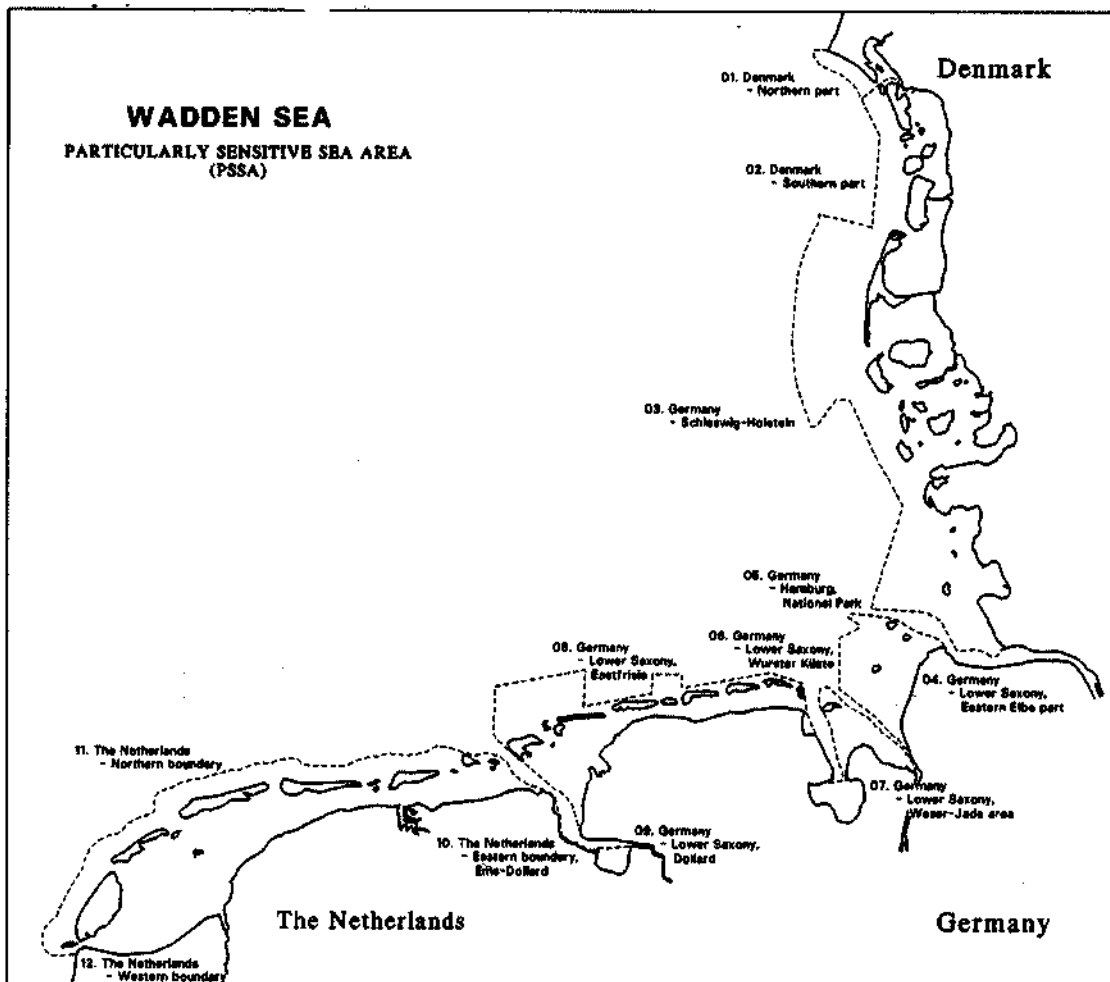 WADDEN SEA
PARTICULARLY SENSITIVE SEA AREA
(PSSA)
Denmark
01. Denmark
- Northern part
02. Denmark
- Southern part
03. Germany
- Schleswig-Holstein
05. Germany
- Hamburg,
National Park
06. Germany
- Lower Saxony,
Wurster Küste
08. Germany
- Lower Saxony,
Eastfrisia
04. Germany
- Lower Saxony,
Eastern Elbe part
11. The Netherlands
- Northern boundary
07. Germany
- Lower Saxony,
Weser-Jade area
10. The Netherlands
- Eastern boundary,
Ems-Dollard
09. Germany
- Lower Saxony,
Dollard
The Netherlands
Germany
12. The Netherlands
- Western boundary